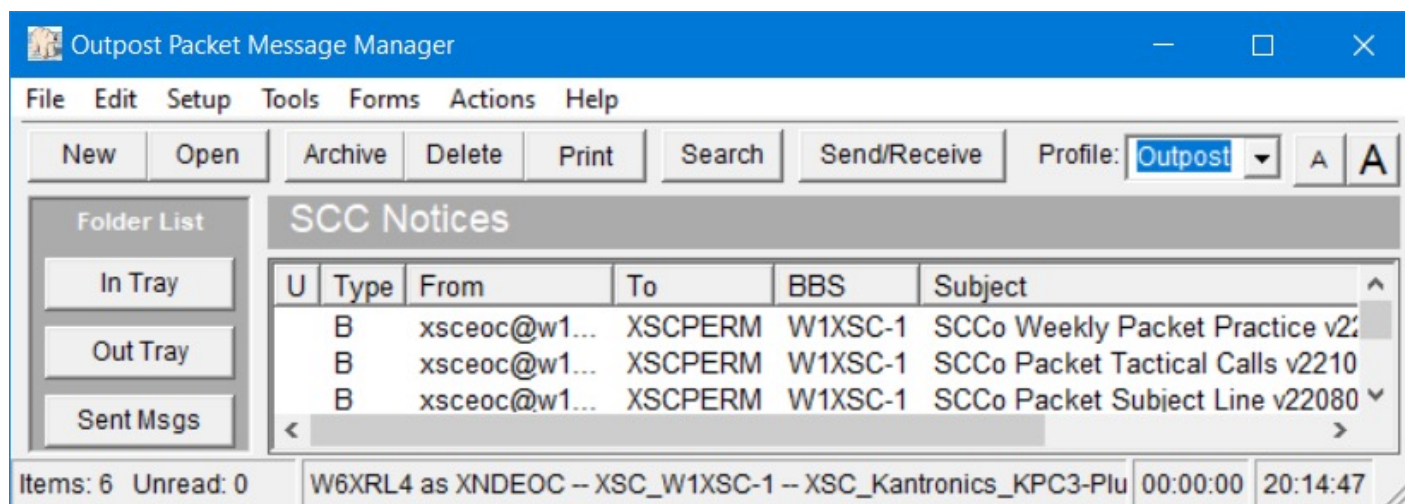 Outpost Packet Message Manager
File Edit Setup Tools Forms Actions Help
New Open Archive Delete Print Search Send/Receive Profile: Outpost A A
Folder List
SCC Notices
In Tray
Out Tray
Sent Msgs
U Type From To BBS Subject
B xsceoc@w1... XSCPERM W1XSC-1 SCCo Weekly Packet Practice v22
B xsceoc@w1... XSCPERM W1XSC-1 SCCo Packet Tactical Calls v2210
B xsceoc@w1... XSCPERM W1XSC-1 SCCo Packet Subject Line v22080
Items: 6 Unread: 0 W6XRL4 as XNDEOC -- XSC_W1XSC-1 -- XSC_Kantronics_KPC3-Plu 00:00:00 20:14:47